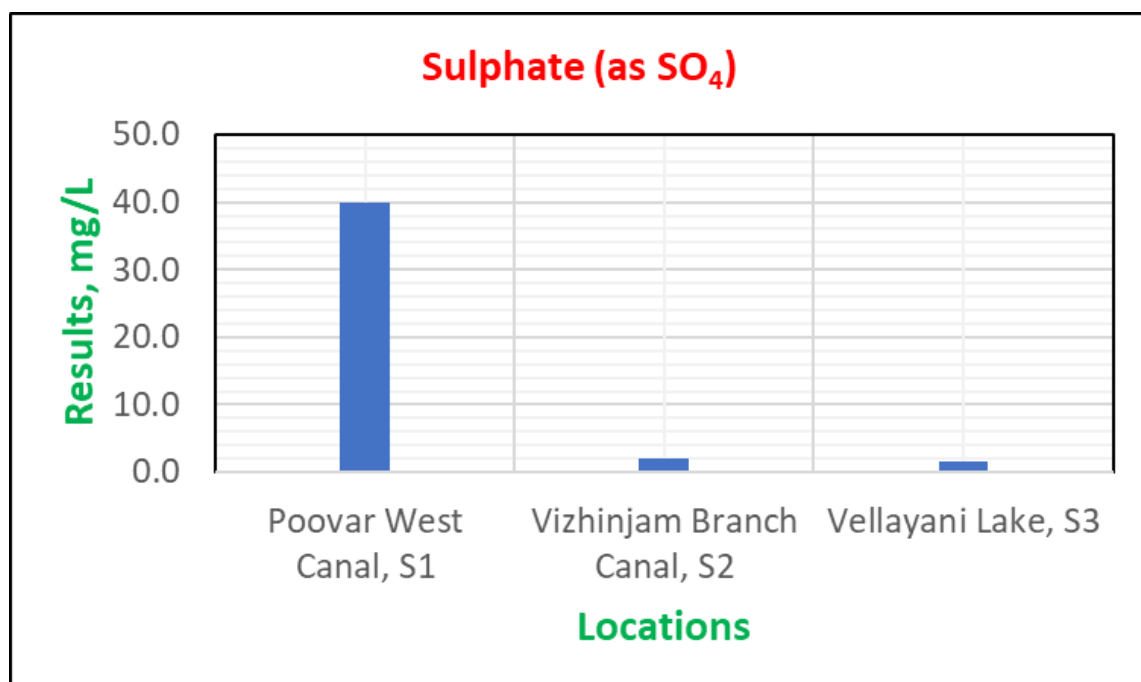 Sulphate (as SO₄)
Results, mg/L
50.0
40.0
30.0
20.0
10.0
0.0
Poovar West
Canal, S1
Vizhinjam Branch
Canal, S2
Vellayani Lake, S3
Locations